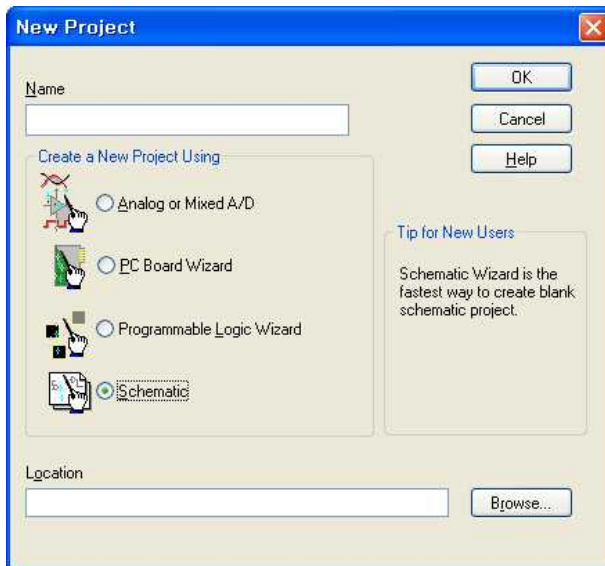 New Project
Name
OK
Cancel
Help
Create a New Project Using
Analog or Mixed A/D
PC Board Wizard
Programmable Logic Wizard
Schematic
Tip for New Users
Schematic Wizard is the
fastest way to create blank
schematic project.
Location
Browse...